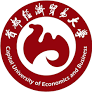 首都经济贸易大学
Capital University of Economics and Business